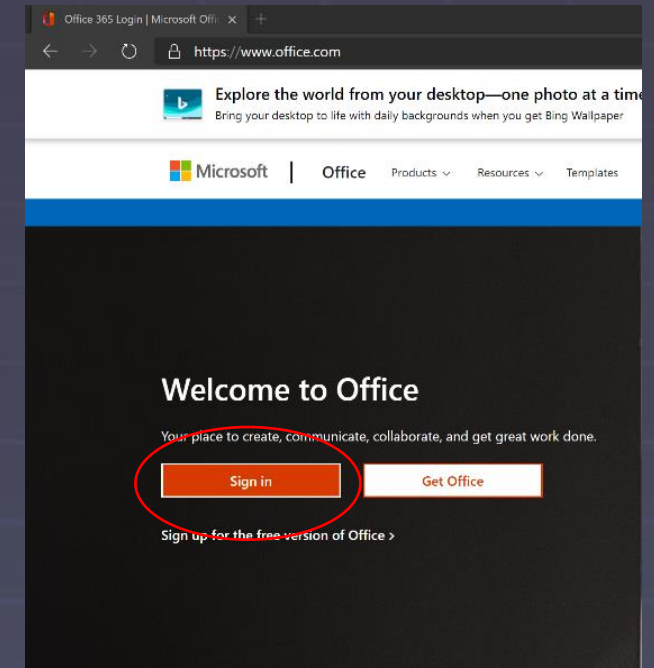 Office 365 Login | Microsoft Offi
https://www.office.com
Explore the world from your desktop—one photo at a time
Bring your desktop to life with daily backgrounds when you get Bing Wallpaper
Microsoft | Office Products Resources Templates
Welcome to Office
Your place to create, communicate, collaborate, and get great work done.
Sign in Get Office
Sign up for the free version of Office >